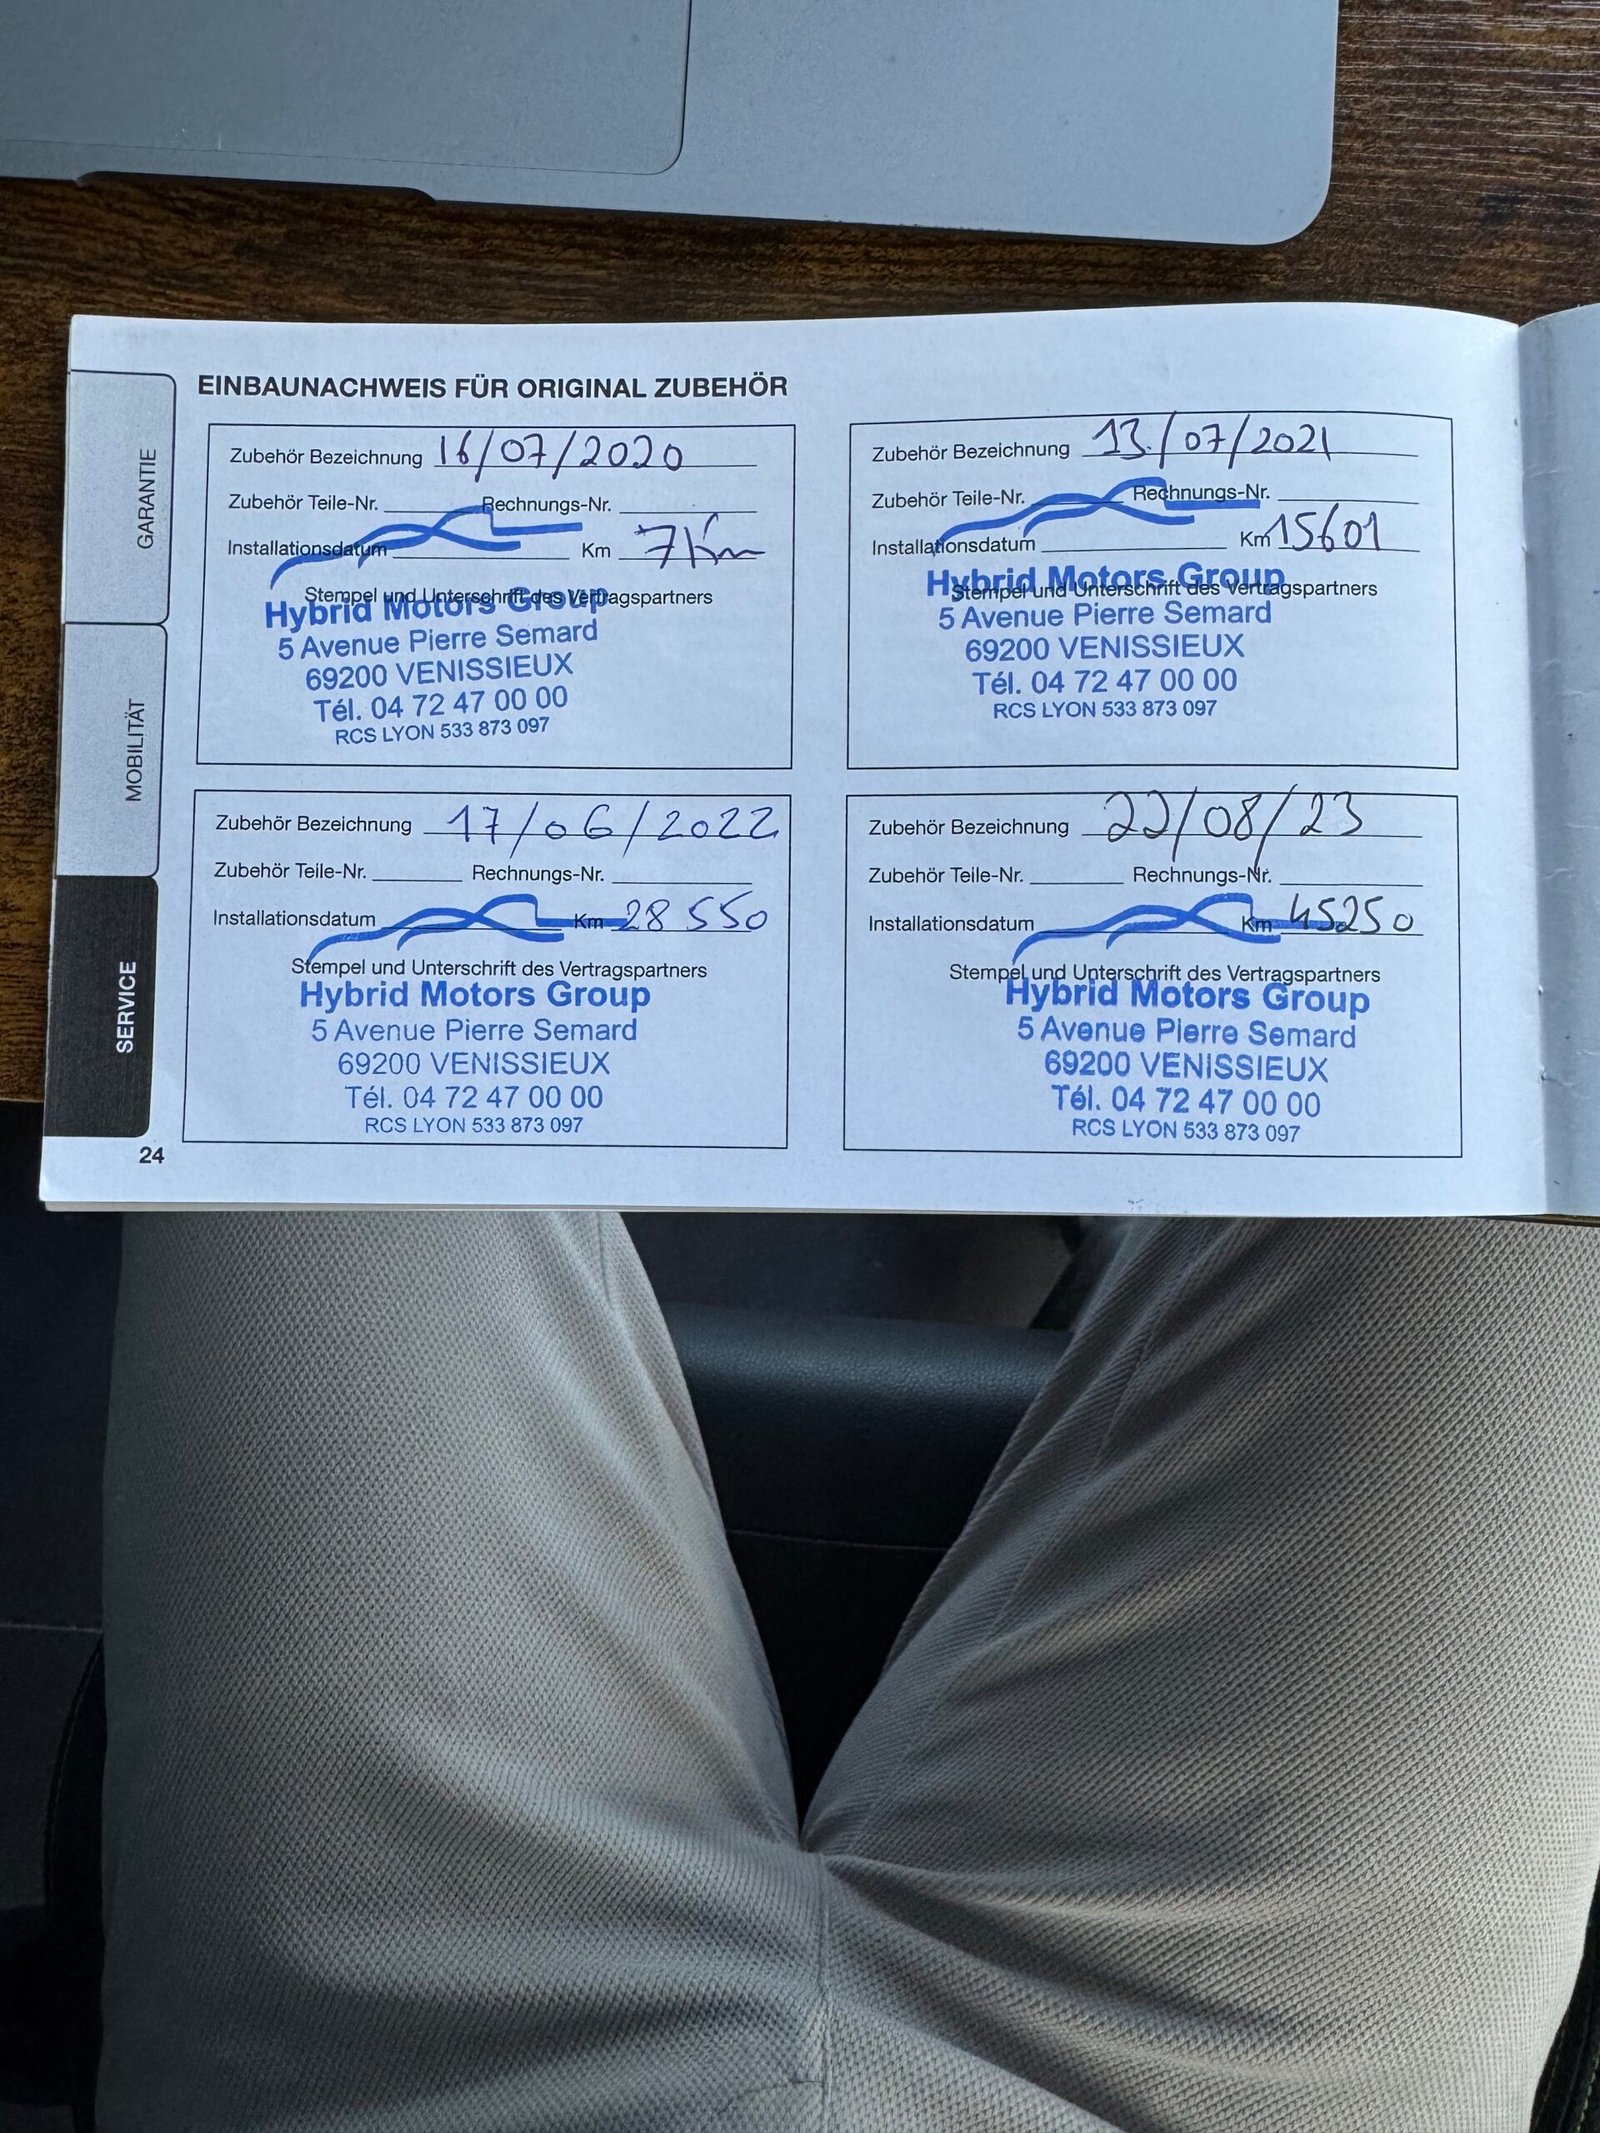 EINBAUNACHWEIS FÜR ORIGINAL ZUBEHÖR
GARANTIE
MOBILITÄT
SERVICE
Zubehör Bezeichnung 16/07/2020
Zubehör Teile-Nr. Rechnungs-Nr.
Installationsdatum Km 7Km
Stempel und Unterschrift des Vertragspartners
Hybrid Motors Group
5 Avenue Pierre Semard
69200 VENISSIEUX
Tél. 04 72 47 00 00
RCS LYON 533 873 097
Zubehör Bezeichnung 13/07/2021
Zubehör Teile-Nr. Rechnungs-Nr.
Installationsdatum Km 15601
Stempel und Unterschrift des Vertragspartners
Hybrid Motors Group
5 Avenue Pierre Semard
69200 VENISSIEUX
Tél. 04 72 47 00 00
RCS LYON 533 873 097
Zubehör Bezeichnung 17/06/2022
Zubehör Teile-Nr. Rechnungs-Nr.
Installationsdatum Km 28 550
Stempel und Unterschrift des Vertragspartners
Hybrid Motors Group
5 Avenue Pierre Semard
69200 VENISSIEUX
Tél. 04 72 47 00 00
RCS LYON 533 873 097
Zubehör Bezeichnung 22/08/23
Zubehör Teile-Nr. Rechnungs-Nr.
Installationsdatum Km 45250
Stempel und Unterschrift des Vertragspartners
Hybrid Motors Group
5 Avenue Pierre Semard
69200 VENISSIEUX
Tél. 04 72 47 00 00
RCS LYON 533 873 097
24